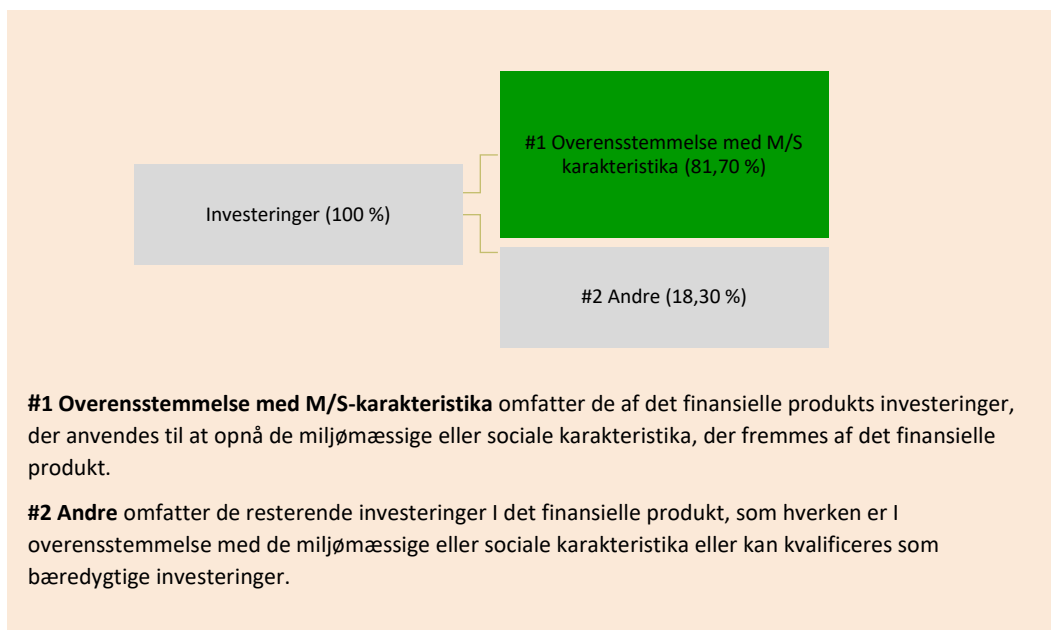 #1 Overensstemmelse med M/S
karakteristika (81,70 %)
Investeringer (100 %)
#2 Andre (18,30 %)
#1 Overensstemmelse med M/S-karakteristika omfatter de af det finansielle produkts investeringer,
der anvendes til at opnå de miljømæssige eller sociale karakteristika, der fremmes af det finansielle
produkt.
#2 Andre omfatter de resterende investeringer I det finansielle produkt, som hverken er I
overensstemmelse med de miljømæssige eller sociale karakteristika eller kan kvalificeres som
bæredygtige investeringer.